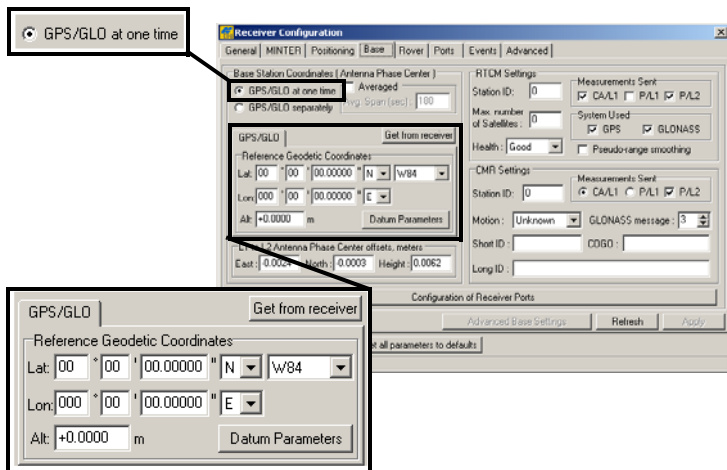 GPS/GLO at one time
Receiver Configuration
General MINTER Positioning Base Rover Ports Events Advanced
Base Station Coordinates ( Antenna Phase Center )
GPS/GLO at one time
Averaged
GPS/GLO separately
Avg. Span (sec) : 180
GPS/GLO
Get from receiver
Reference Geodetic Coordinates
Lat: 00 ° 00 ' 00.00000 " N W84
Lon: 000 ° 00 ' 00.00000 " E
Alt: +0.0000 m
Datum Parameters
L2 Antenna Phase Center offsets, meters
East : -0.0024 North : -0.0003 Height : 0.0062
RTCM Settings
Station ID: 0
Max. number of Satellites : 0
Health : Good
Measurements Sent
CA/L1 P/L1 P/L2
System Used
GPS GLONASS
Pseudo-range smoothing
CMR Settings
Station ID: 0
Measurements Sent
CA/L1 P/L1 P/L2
Motion : Unknown
GLONASS message : 3
Short ID :
COGO :
Long ID :
Configuration of Receiver Ports
Advanced Base Settings Refresh Apply
all parameters to defaults
GPS/GLO
Get from receiver
Reference Geodetic Coordinates
Lat: 00 ° 00 ' 00.00000 " N W84
Lon: 000 ° 00 ' 00.00000 " E
Alt: +0.0000 m
Datum Parameters